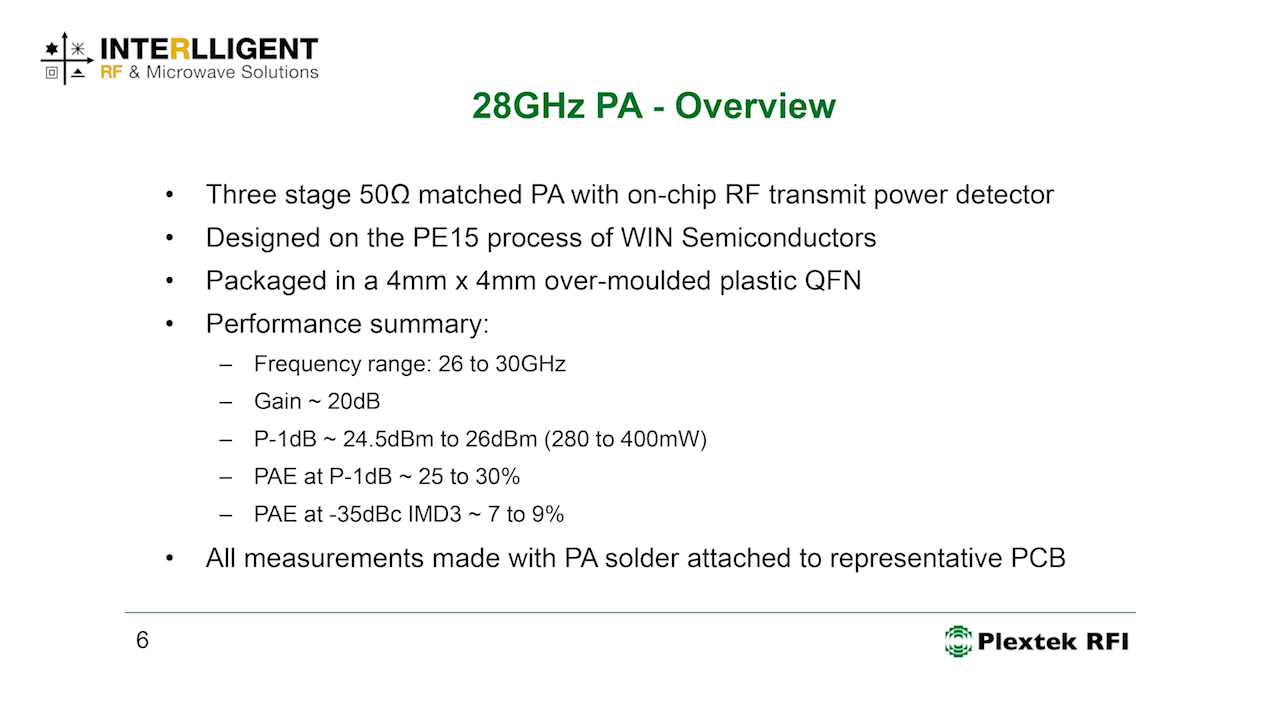 INTERLLIGENT
RF & Microwave Solutions
28GHz PA - Overview
• Three stage 50Ω matched PA with on-chip RF transmit power detector
• Designed on the PE15 process of WIN Semiconductors
• Packaged in a 4mm x 4mm over-moulded plastic QFN
• Performance summary:
– Frequency range: 26 to 30GHz
– Gain ~ 20dB
– P-1dB ~ 24.5dBm to 26dBm (280 to 400mW)
– PAE at P-1dB ~ 25 to 30%
– PAE at -35dBc IMD3 ~ 7 to 9%
• All measurements made with PA solder attached to representative PCB
6
Plextek RFI